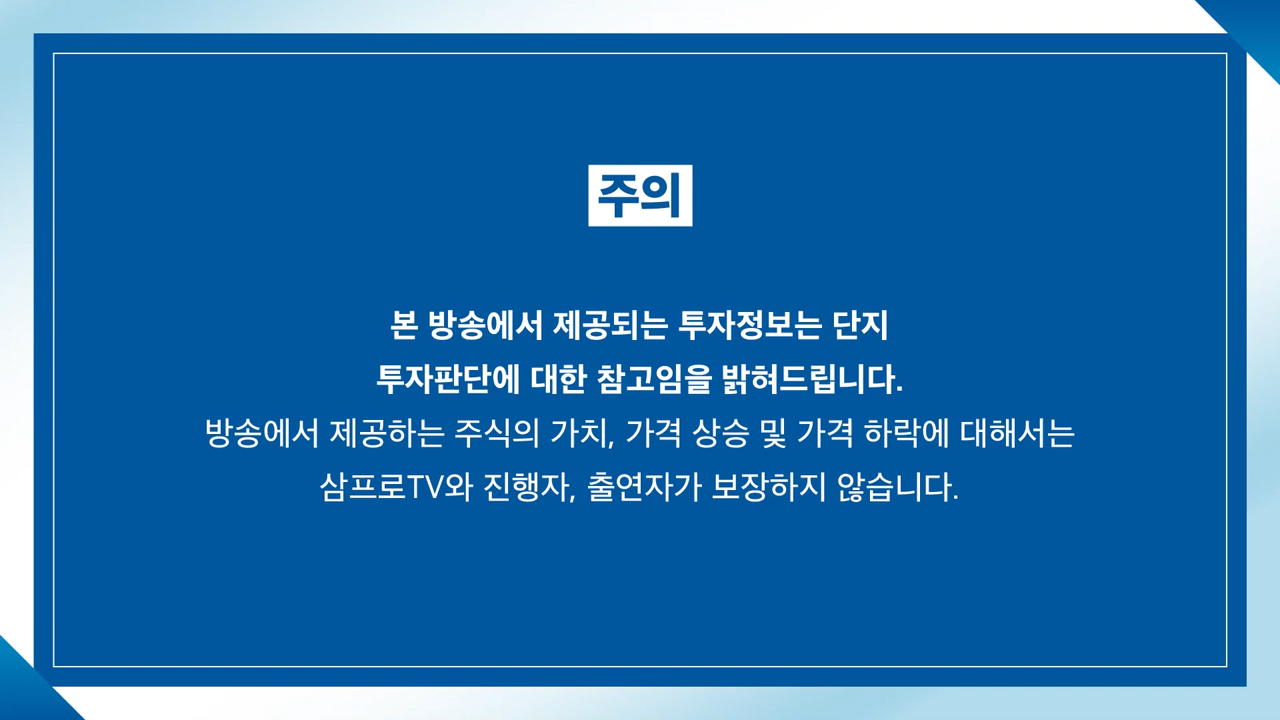 주의
본 방송에서 제공되는 투자정보는 단지
투자판단에 대한 참고임을 밝혀드립니다.
방송에서 제공하는 주식의 가치, 가격 상승 및 가격 하락에 대해서는
삼프로TV와 진행자, 출연자가 보장하지 않습니다.